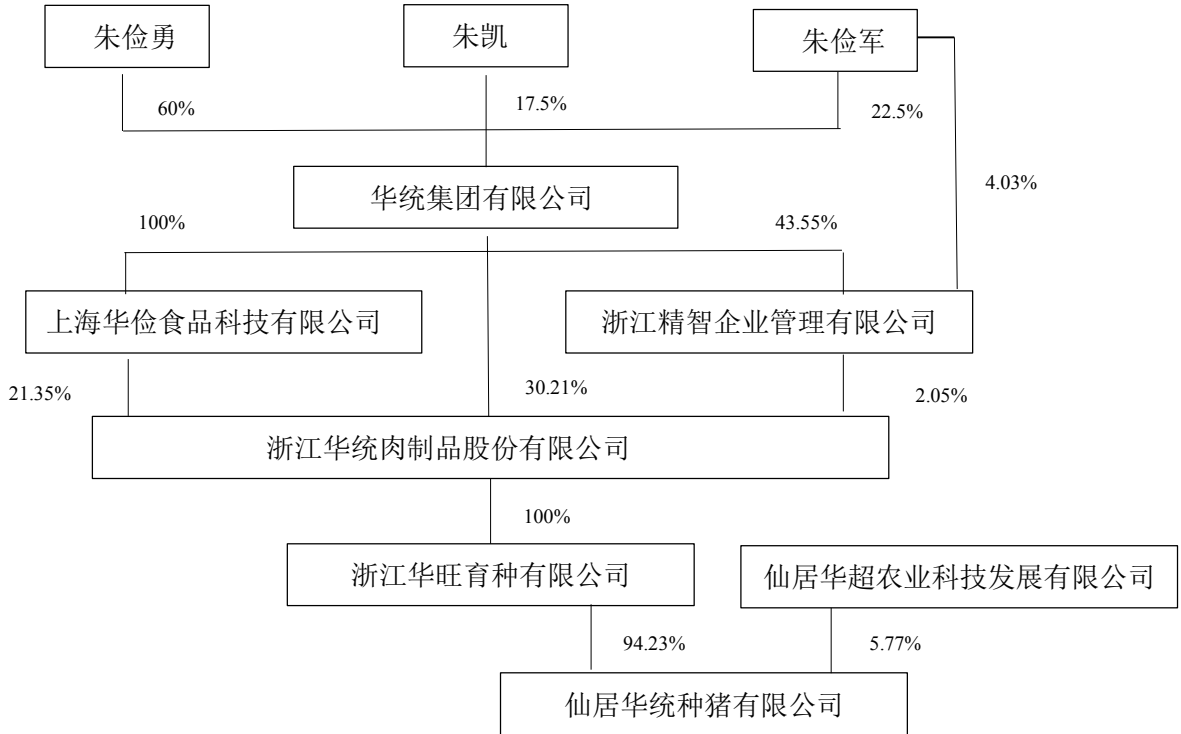 朱俭勇
朱凯
朱俭军
60%
17.5%
22.5%
4.03%
华统集团有限公司
100%
43.55%
上海华俭食品科技有限公司
浙江精智企业管理有限公司
21.35%
30.21%
2.05%
浙江华统肉制品股份有限公司
100%
浙江华旺育种有限公司
仙居华超农业科技发展有限公司
94.23%
5.77%
仙居华统种猪有限公司